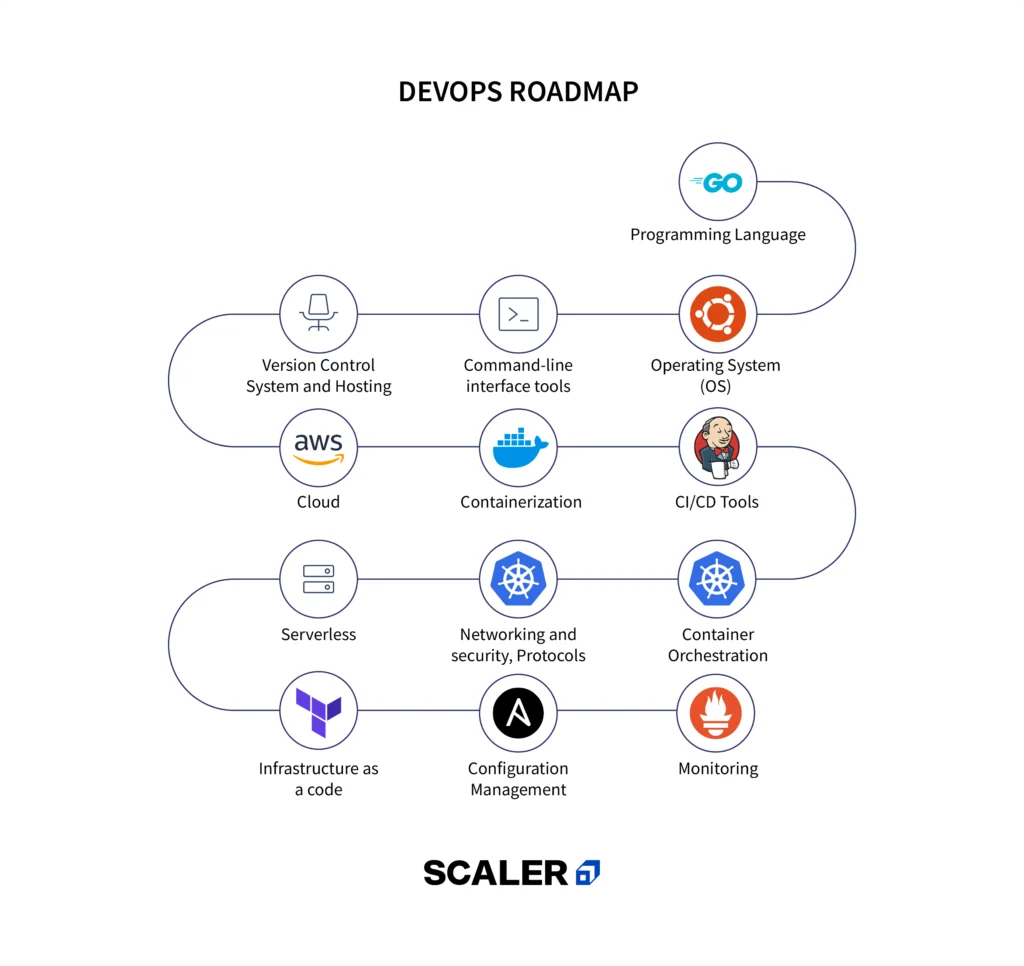 DEVOPS ROADMAP
GO
Programming Language
Version Control
System and Hosting
Command-line
interface tools
Operating System
(OS)
aws
Cloud
Containerization
CI/CD Tools
Serverless
Networking and
security, Protocols
Container
Orchestration
Infrastructure as
a code
Configuration
Management
Monitoring
SCALER